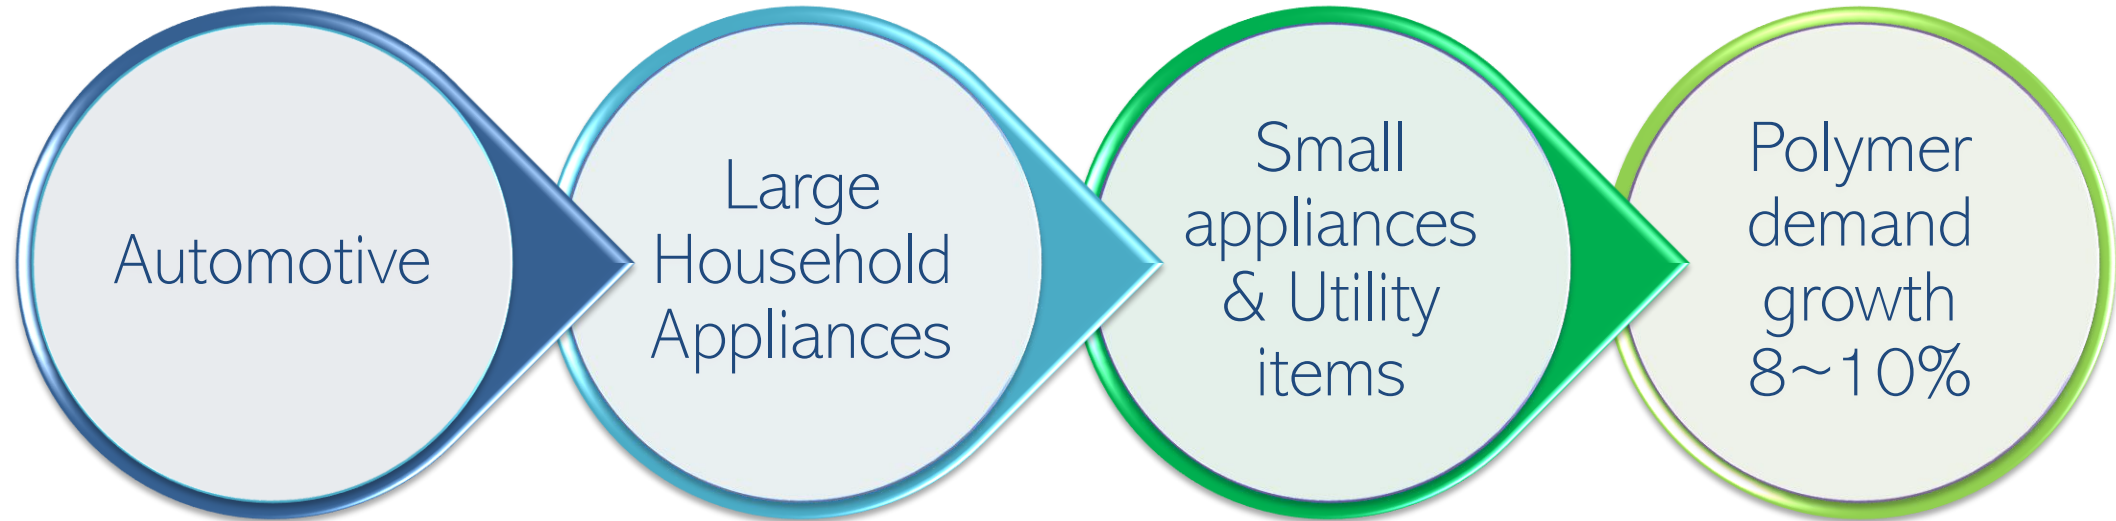 Automotive
Large
Household
Appliances
Small
appliances
& Utility
items
Polymer
demand
growth
8~10%